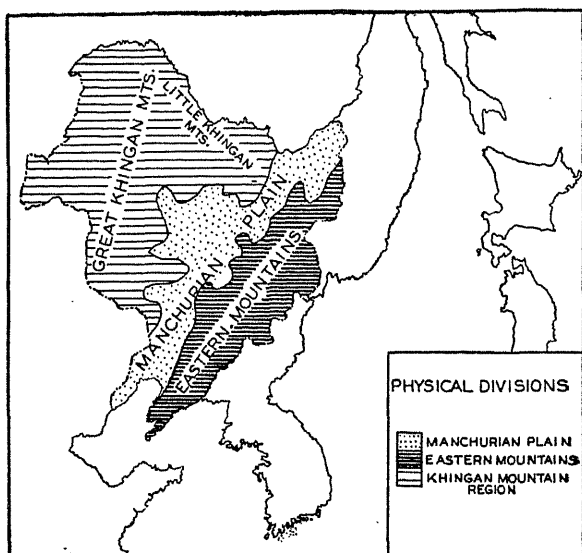 GREAT KHINGAN MTS.
LITTLE KHINGAN
MTS.
MANCHURIAN PLAIN
EASTERN MOUNTAINS.
PHYSICAL DIVISIONS
MANCHURIAN PLAIN
EASTERN MOUNTAINS
KHINGAN MOUNTAIN
REGION